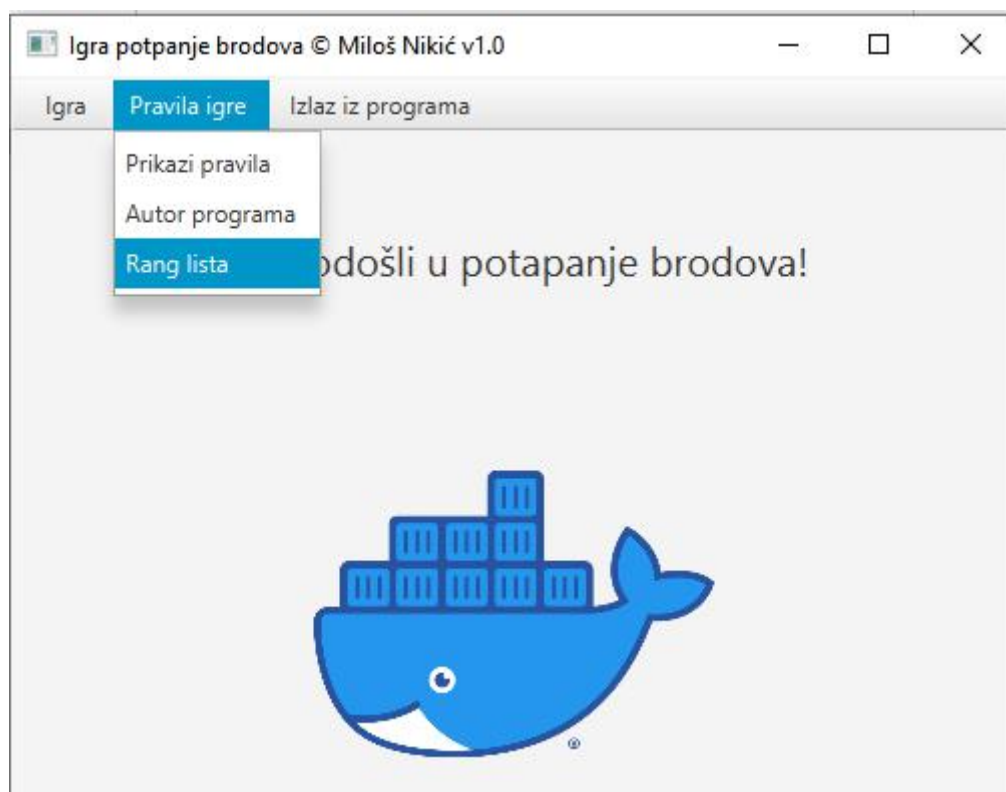 Igra potpanje brodova © Miloš Nikić v1.0
Igra Pravila igre Izlaz iz programa
Prikazi pravila
Autor programa
Rang lista
došli u potapanje brodova!
®